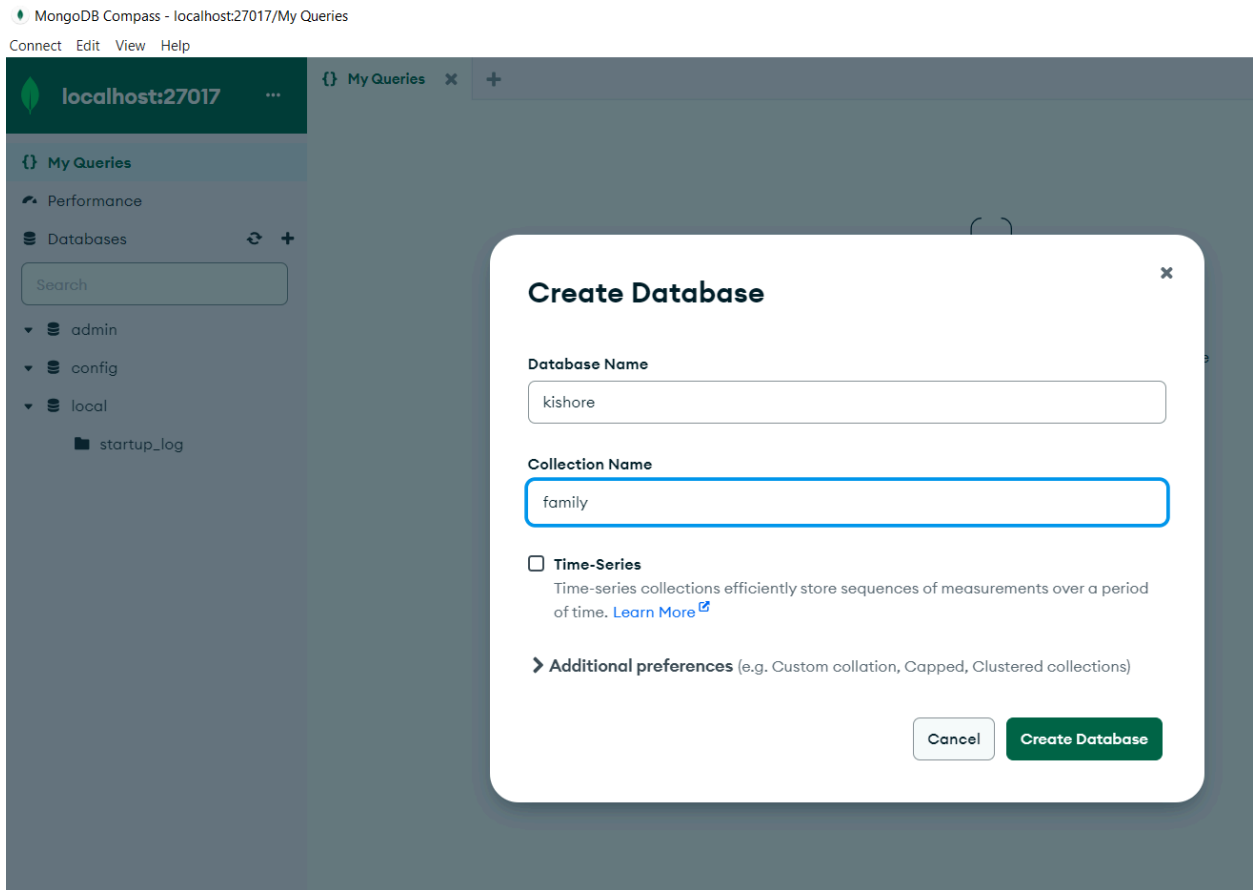 MongoDB Compass - localhost:27017/My Queries
Connect Edit View Help
localhost:27017 ...
{} My Queries
{} My Queries
Performance
Databases
Search
admin
config
local
startup_log
Create Database
Database Name
kishore
Collection Name
family
Time-Series
Time-series collections efficiently store sequences of measurements over a period
of time. Learn More
Additional preferences (e.g. Custom collation, Capped, Clustered collections)
Cancel Create Database